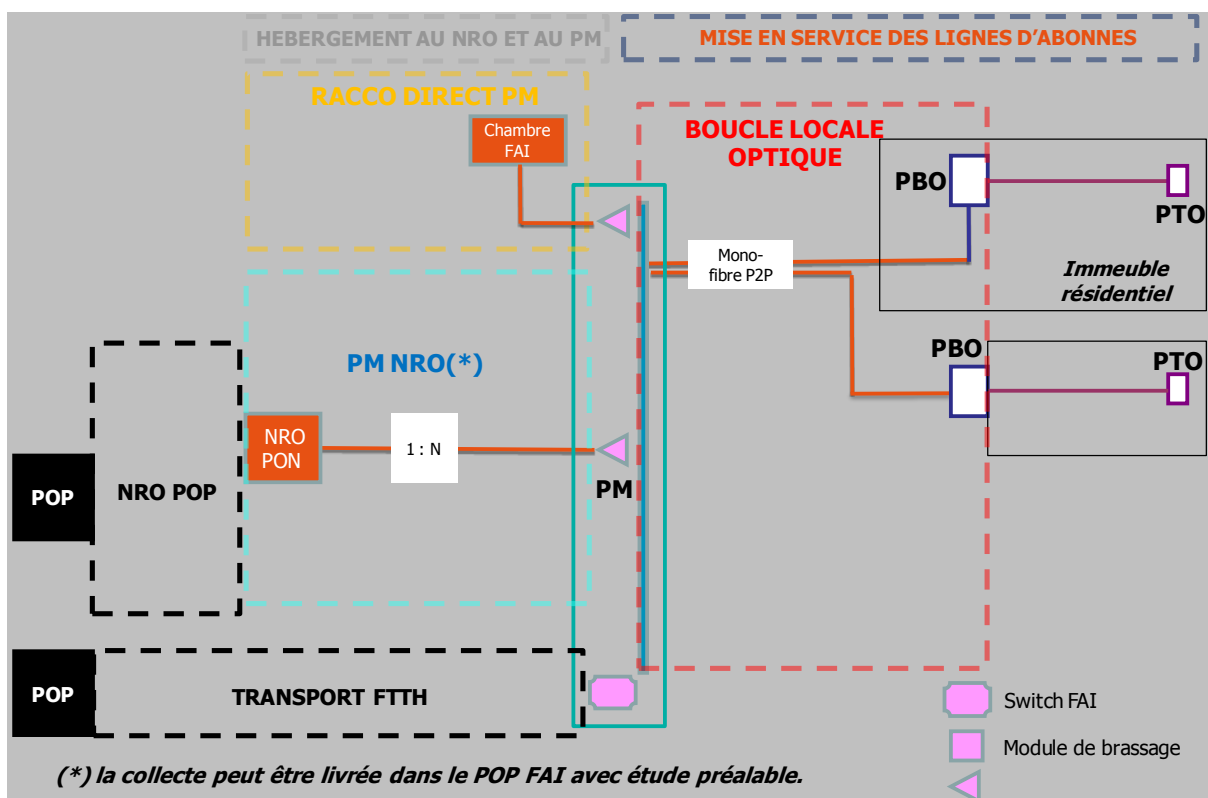 HEBERGEMENT AU NRO ET AU PM
MISE EN SERVICE DES LIGNES D'ABONNES
RACCO DIRECT PM
Chambre
FAI
BOUCLE LOCALE
OPTIQUE
PBO
PTO
Mono-
fibre P2P
Immeuble
résidentiel
PM NRO(*)
PBO
PTO
NRO
PON
1 : N
PM
POP
NRO POP
POP
TRANSPORT FTTH
Switch FAI
Module de brassage
(*) la collecte peut être livrée dans le POP FAI avec étude préalable.